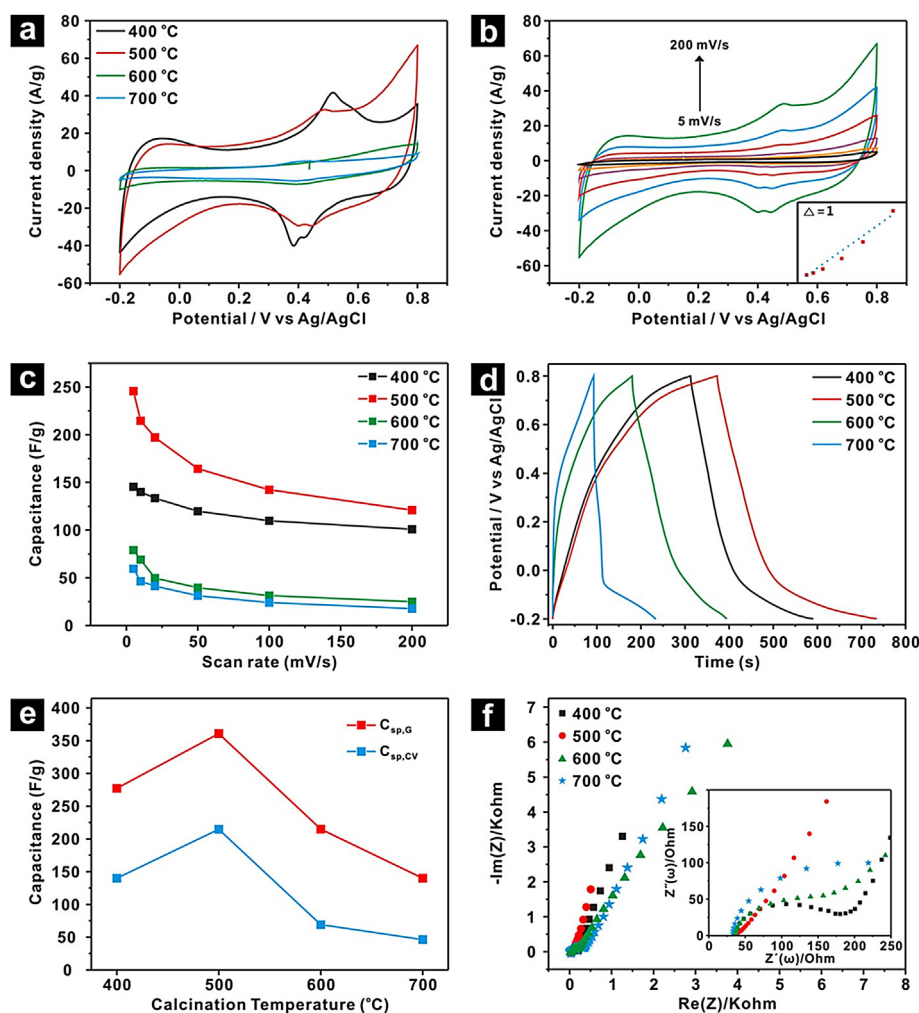 a
400 °C
500 °C
600 °C
700 °C
80
60
40
20
0
-20
-40
-60
Current density (A/g)
-0.2 0.0 0.2 0.4 0.6 0.8
Potential / V vs Ag/AgCl
b
200 mV/s
5 mV/s
△=1
80
60
40
20
0
-20
-40
-60
Current density (A/g)
-0.2 0.0 0.2 0.4 0.6 0.8
Potential / V vs Ag/AgCl
c
400 °C
500 °C
600 °C
700 °C
250
200
150
100
50
0
Capacitance (F/g)
0 50 100 150 200
Scan rate (mV/s)
d
400 °C
500 °C
600 °C
700 °C
0.8
0.4
0.0
-0.2
Potential / V vs Ag/AgCl
0 100 200 300 400 500 600 700 800
Time (s)
e
Csp,G
Csp,CV
400
350
300
250
200
150
100
50
0
Capacitance (F/g)
400 500 600 700
Calcination Temperature (°C)
f
400 °C
500 °C
600 °C
700 °C
7
6
5
4
3
2
1
0
-Im(Z)/Kohm
0 1 2 3 4 5 6 7
Re(Z)/Kohm
200
150
100
50
0
Z˝(ω)/Ohm
0 50 100 150 200 250
Z´(ω)/Ohm